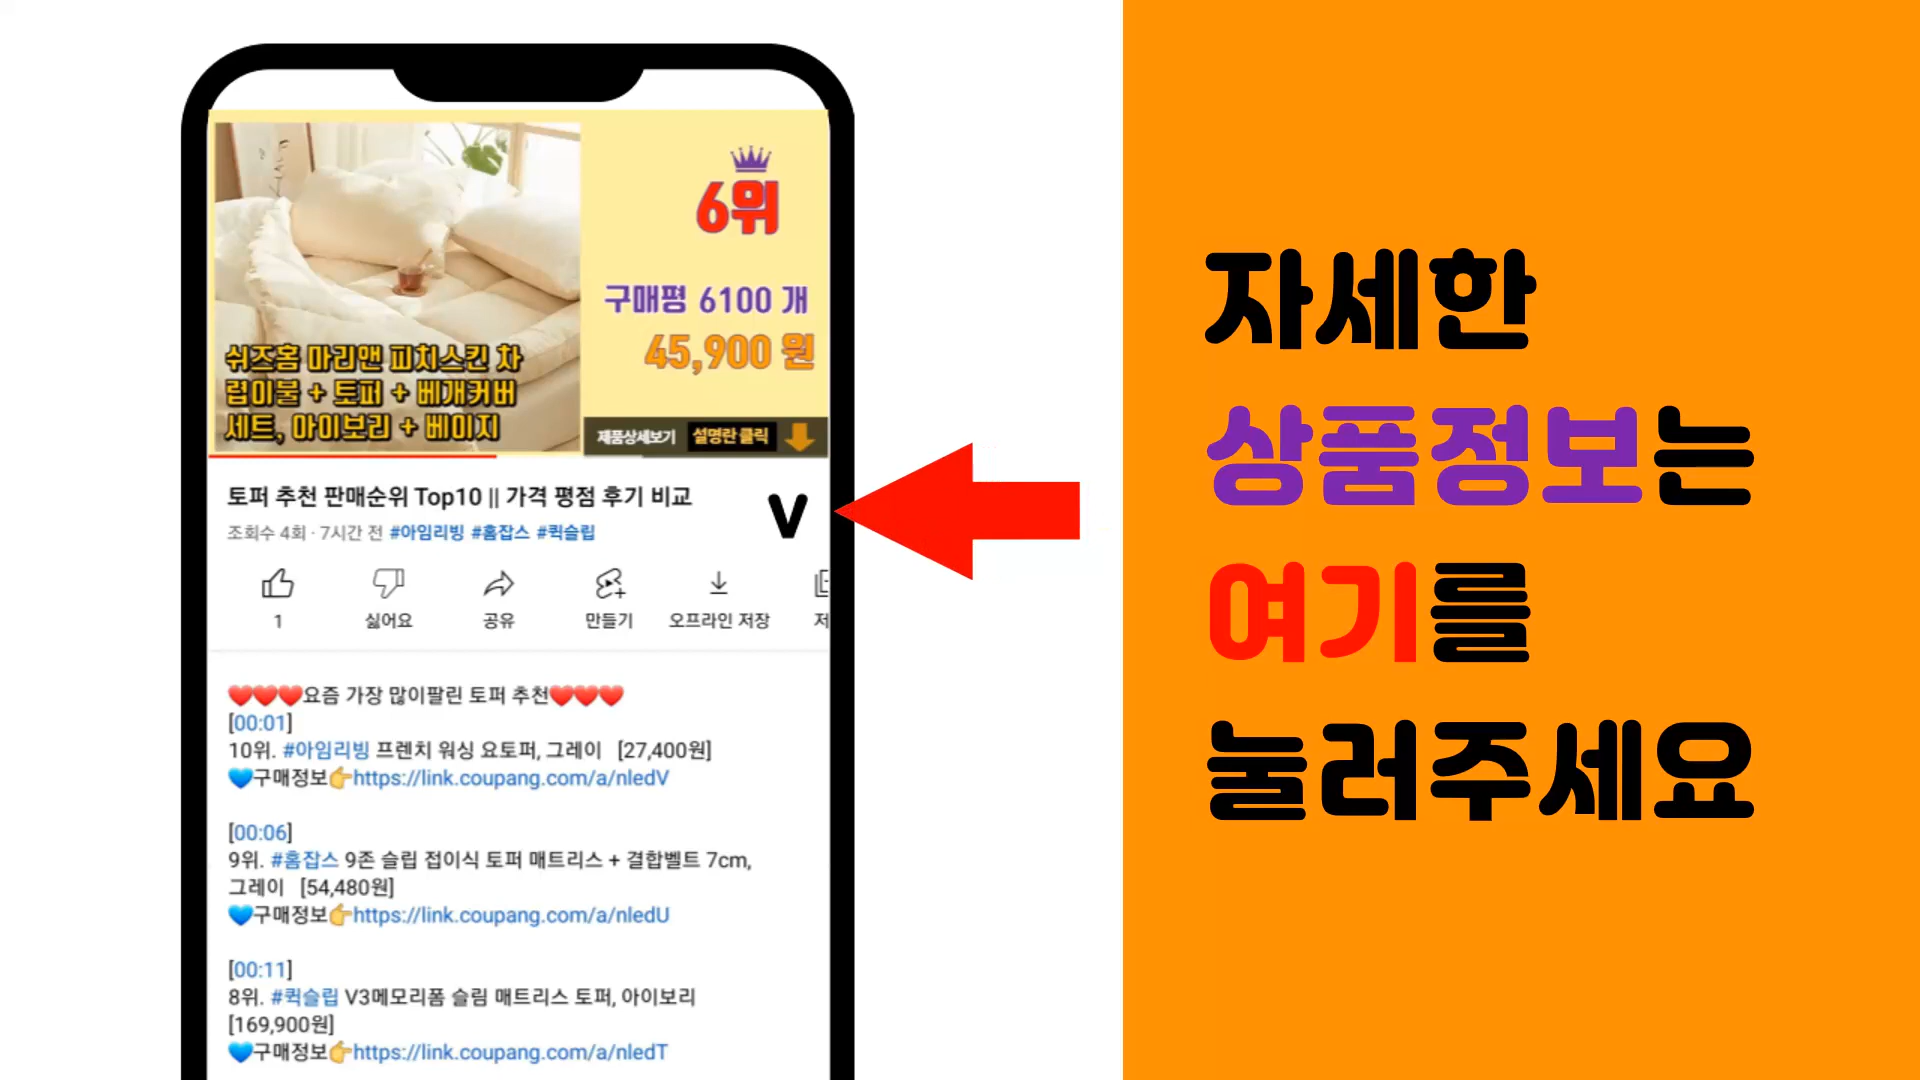 6위
구매평 6100 개
45,900 원
쉬즈홈 마리앤 피치스킨 차
렵이불 + 토퍼 + 베개커버
세트, 아이보리 + 베이지
제품상세보기 설명란 클릭
토퍼 추천 판매순위 Top10 || 가격 평점 후기 비교
V
조회수 4회 · 7시간 전 #아임리빙 #홈잡스 #퀵슬립
1 싫어요 공유 만들기 오프라인 저장 저
❤❤❤요즘 가장 많이팔린 토퍼 추천❤❤❤
[00:01]
10위. #아임리빙 프렌치 워싱 요토퍼, 그레이 [27,400원]
💙구매정보👉https://link.coupang.com/a/nledV
[00:06]
9위. #홈잡스 9존 슬립 접이식 토퍼 매트리스 + 결합벨트 7cm,
그레이 [54,480원]
💙구매정보👉https://link.coupang.com/a/nledU
[00:11]
8위. #퀵슬립 V3메모리폼 슬림 매트리스 토퍼, 아이보리
[169,900원]
💙구매정보👉https://link.coupang.com/a/nledT
자세한
상품정보는
여기를
눌러주세요